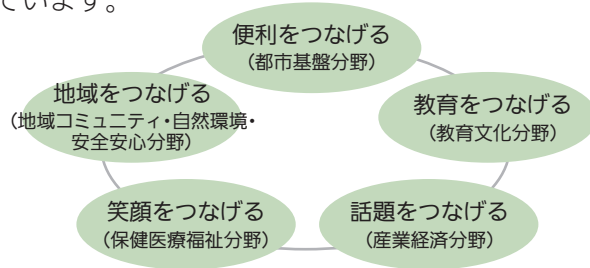 ています。
便利をつなげる
（都市基盤分野）
教育をつなげる
（教育文化分野）
話題をつなげる
（産業経済分野）
笑顔をつなげる
（保健医療福祉分野）
地域をつなげる
（地域コミュニティ・自然環境・
安全安心分野）